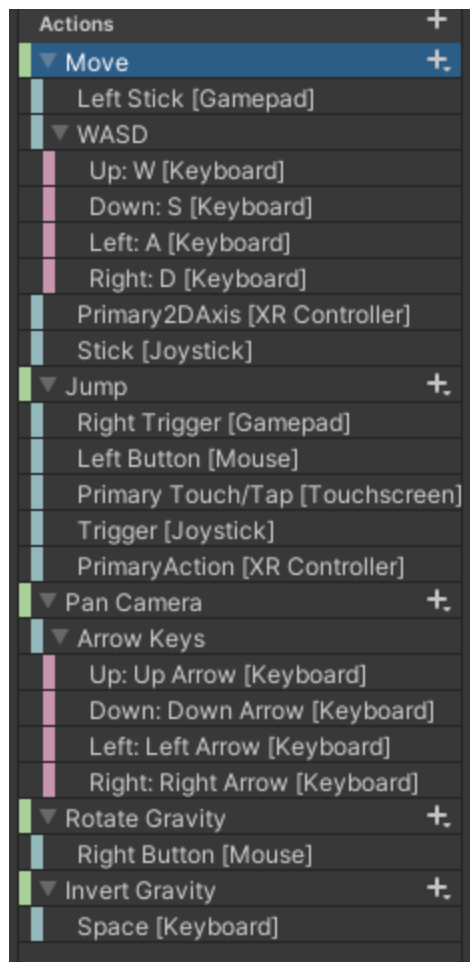 Actions
Move
Left Stick [Gamepad]
WASD
Up: W [Keyboard]
Down: S [Keyboard]
Left: A [Keyboard]
Right: D [Keyboard]
Primary2DAxis [XR Controller]
Stick [Joystick]
Jump
Right Trigger [Gamepad]
Left Button [Mouse]
Primary Touch/Tap [Touchscreen]
Trigger [Joystick]
PrimaryAction [XR Controller]
Pan Camera
Arrow Keys
Up: Up Arrow [Keyboard]
Down: Down Arrow [Keyboard]
Left: Left Arrow [Keyboard]
Right: Right Arrow [Keyboard]
Rotate Gravity
Right Button [Mouse]
Invert Gravity
Space [Keyboard]